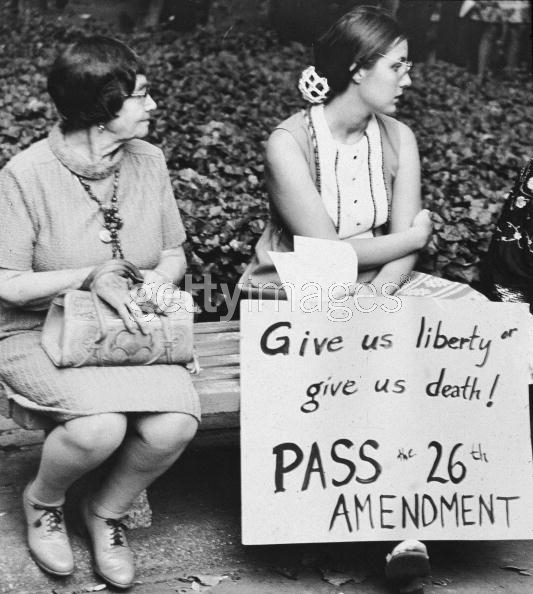 gettyimages
Give us liberty or
give us death!
PASS the 26th
AMENDMENT